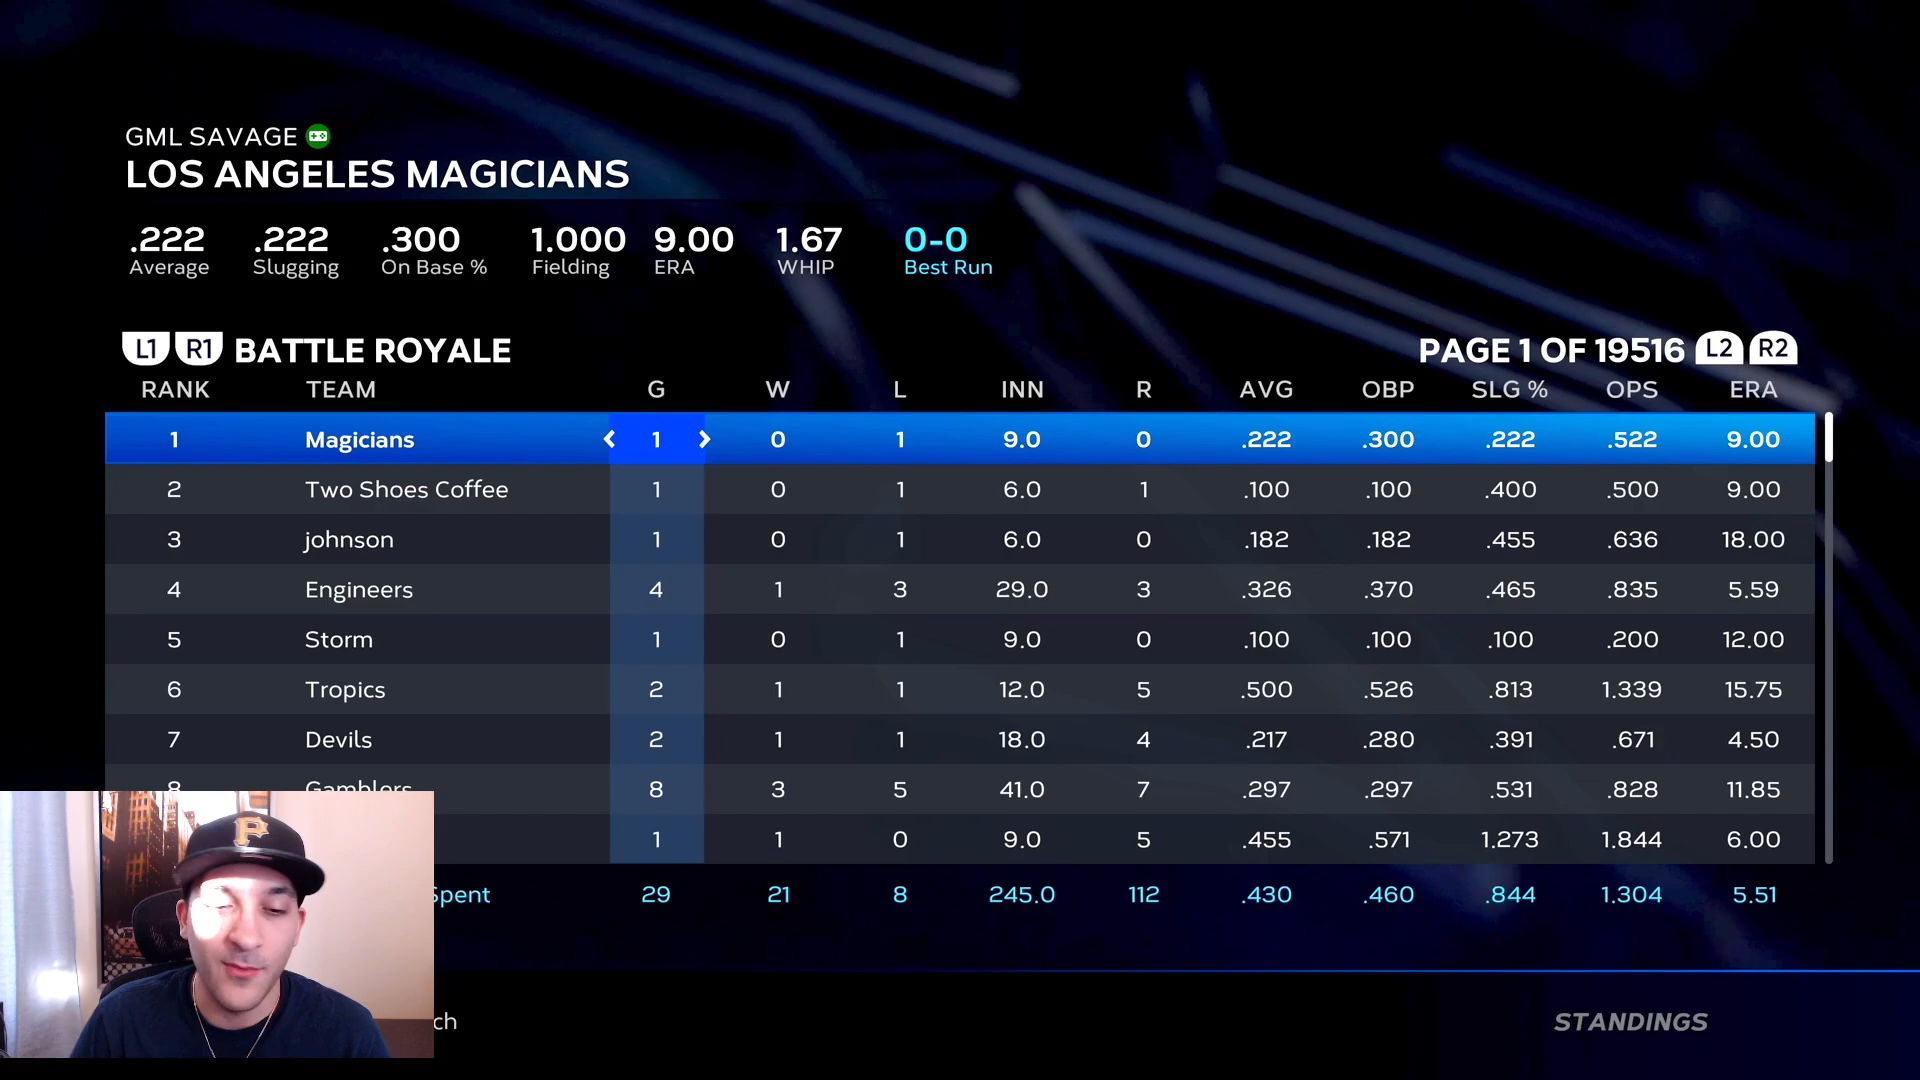 GML SAVAGE
LOS ANGELES MAGICIANS
.222 .222 .300 1.000 9.00 1.67 0-0
Average Slugging On Base % Fielding ERA WHIP Best Run
L1 R1 BATTLE ROYALE PAGE 1 OF 19516 L2 R2
RANK TEAM G W L INN R AVG OBP SLG % OPS ERA
1 Magicians 1 0 1 9.0 0 .222 .300 .222 .522 9.00
2 Two Shoes Coffee 1 0 1 6.0 1 .100 .100 .400 .500 9.00
3 johnson 1 0 1 6.0 0 .182 .182 .455 .636 18.00
4 Engineers 4 1 3 29.0 3 .326 .370 .465 .835 5.59
5 Storm 1 0 1 9.0 0 .100 .100 .100 .200 12.00
6 Tropics 2 1 1 12.0 5 .500 .526 .813 1.339 15.75
7 Devils 2 1 1 18.0 4 .217 .280 .391 .671 4.50
8 Gamblers 8 3 5 41.0 7 .297 .297 .531 .828 11.85
1 1 0 9.0 5 .455 .571 1.273 1.844 6.00
Spent 29 21 8 245.0 112 .430 .460 .844 1.304 5.51
P
ch STANDINGS